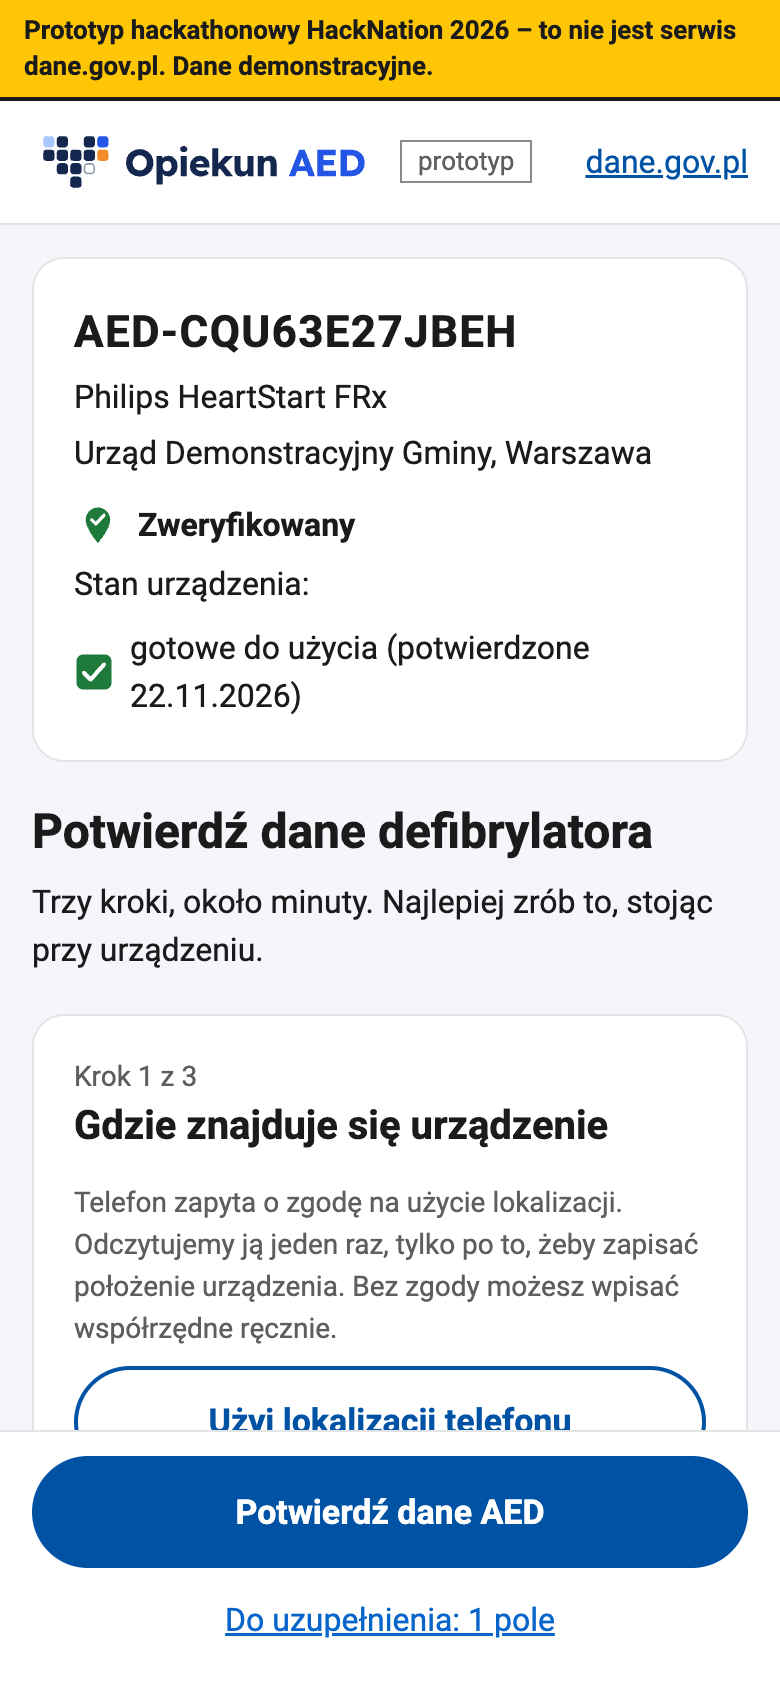 Prototyp hackathonowy HackNation 2026 – to nie jest serwis
dane.gov.pl. Dane demonstracyjne.
Opiekun AED
prototyp
dane.gov.pl
AED-CQU63E27JBEH
Philips HeartStart FRx
Urząd Demonstracyjny Gminy, Warszawa
Zweryfikowany
Stan urządzenia:
gotowe do użycia (potwierdzone
22.11.2026)
Potwierdź dane defibrylatora
Trzy kroki, około minuty. Najlepiej zrób to, stojąc
przy urządzeniu.
Krok 1 z 3
Gdzie znajduje się urządzenie
Telefon zapyta o zgodę na użycie lokalizacji.
Odczytujemy ją jeden raz, tylko po to, żeby zapisać
położenie urządzenia. Bez zgody możesz wpisać
współrzędne ręcznie.
Użyj lokalizacji telefonu
Potwierdź dane AED
Do uzupełnienia: 1 pole